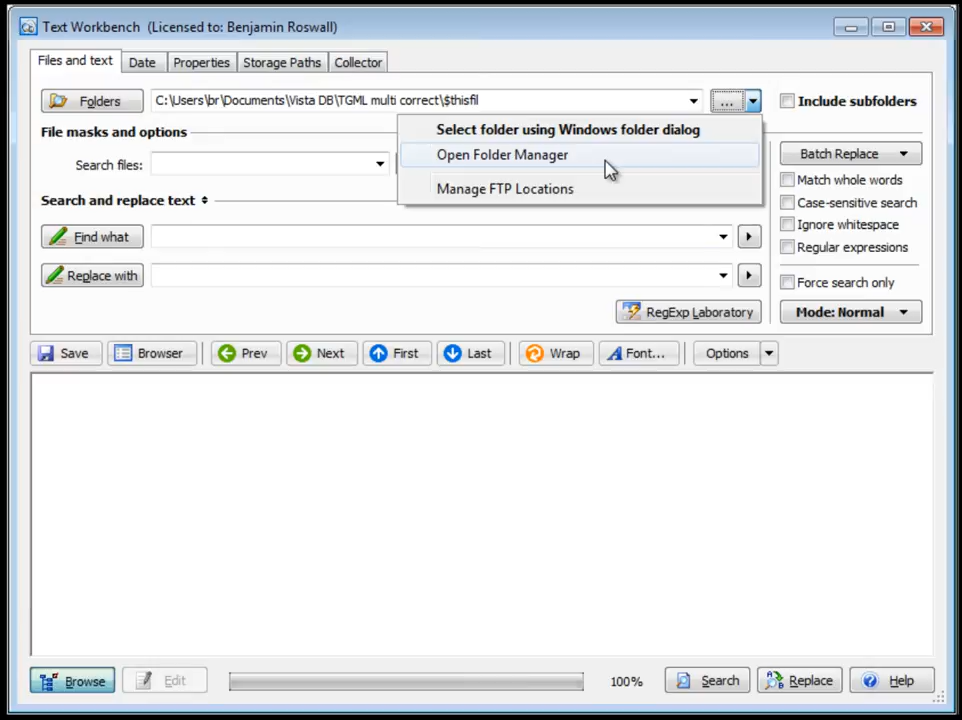 Text Workbench  (Licensed to: Benjamin Roswall)
Files and text Date Properties Storage Paths Collector
Folders C:\Users\br\Documents\Vista DB\TGML multi correct\$thisfil ... Include subfolders
Select folder using Windows folder dialog
File masks and options
Open Folder Manager
Batch Replace
Search files:
Match whole words
Manage FTP Locations
Search and replace text
Case-sensitive search
Ignore whitespace
Find what
Regular expressions
Replace with
Force search only
RegExp Laboratory
Mode: Normal
Save Browser Prev Next First Last Wrap Font... Options
Browse Edit 100% Search Replace Help